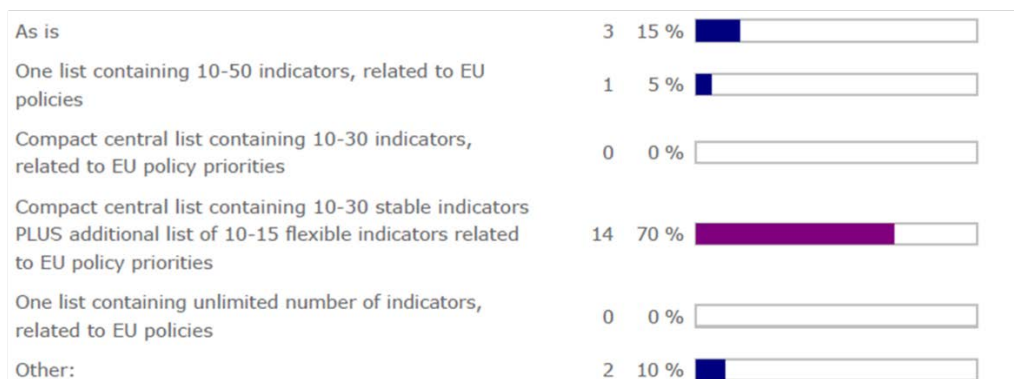 As is 3 15 %
One list containing 10-50 indicators, related to EU
policies 1 5 %
Compact central list containing 10-30 indicators,
related to EU policy priorities 0 0 %
Compact central list containing 10-30 stable indicators
PLUS additional list of 10-15 flexible indicators related 14 70 %
to EU policy priorities
One list containing unlimited number of indicators,
related to EU policies 0 0 %
Other: 2 10 %